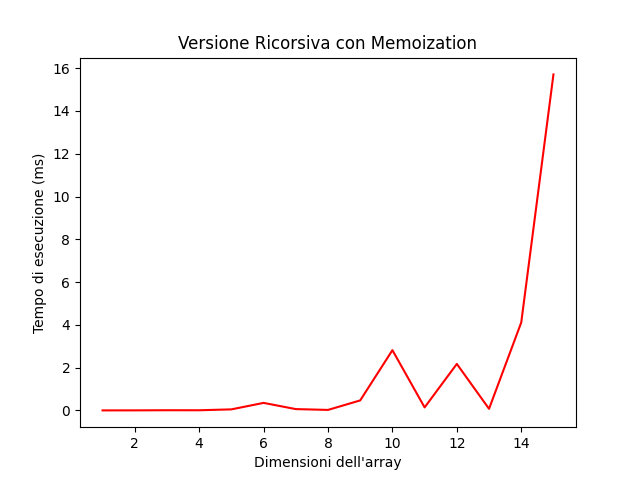 Versione Ricorsiva con Memoization
16
14
12
10
8
6
4
2
0
Tempo di esecuzione (ms)
2 4 6 8 10 12 14
Dimensioni dell'array